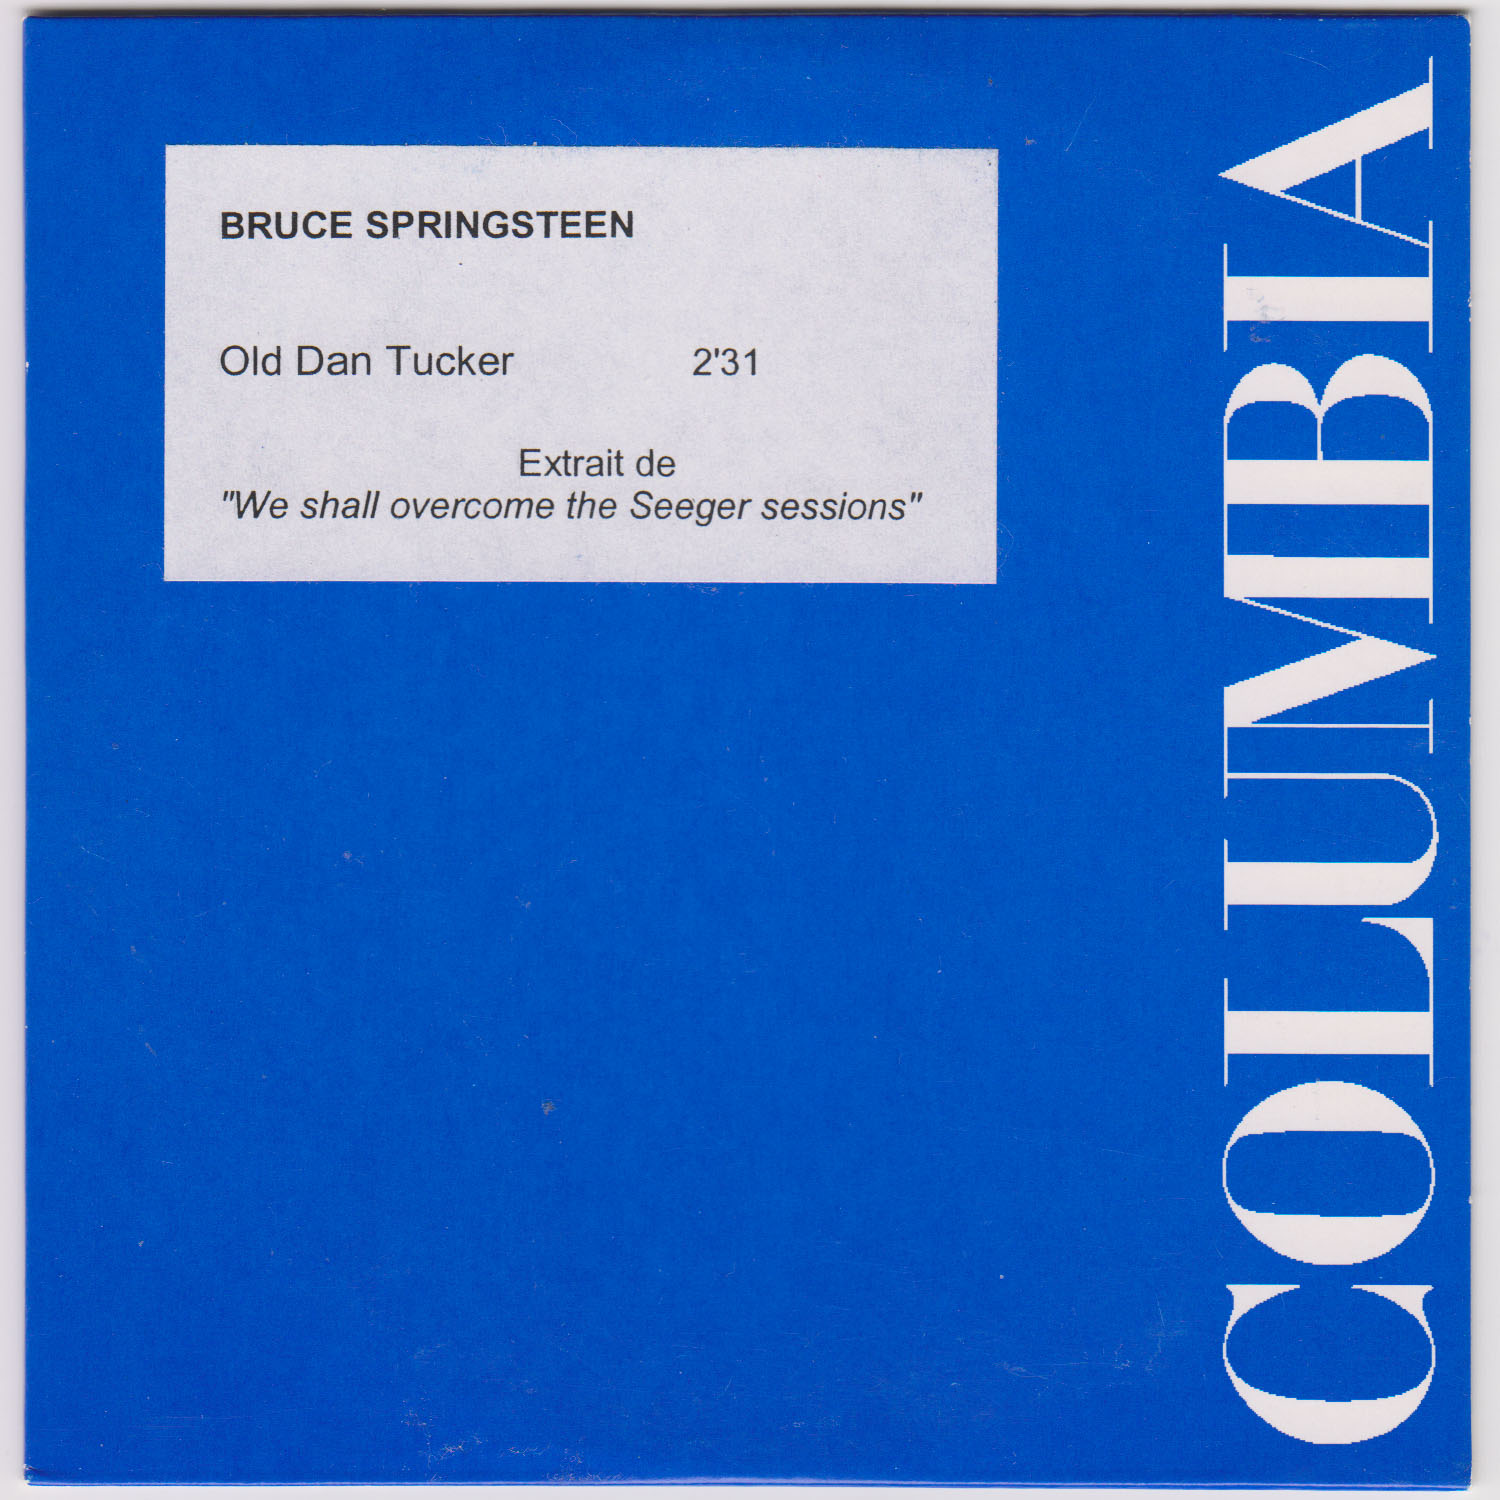 BRUCE SPRINGSTEEN
Old Dan Tucker 2'31
Extrait de
"We shall overcome the Seeger sessions"
COLUMBIA